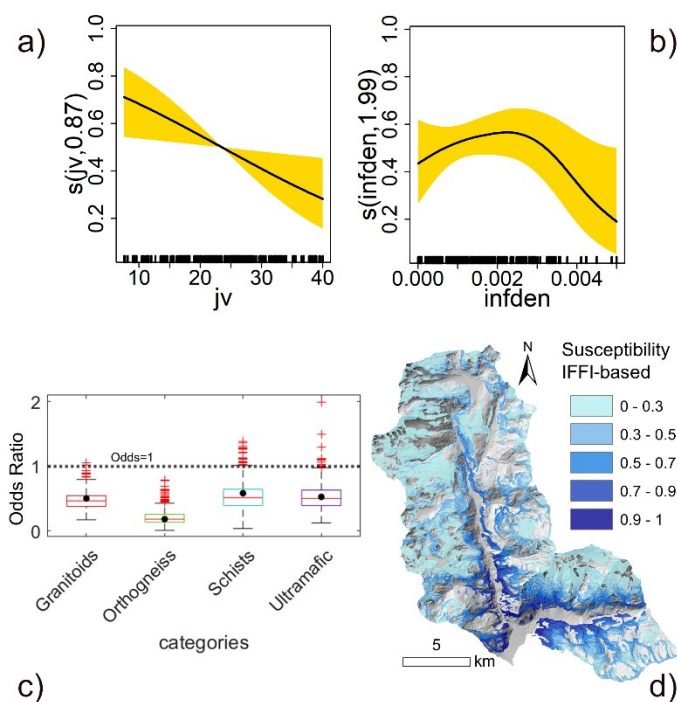 a)
1.0
0.8
0.6
0.4
0.2
s(jv,0.87)
10
20
30
40
jv
b)
1.0
0.8
0.6
0.4
0.2
s(infden,1.99)
0.000
0.002
0.004
infden
2
1
0
Odds Ratio
Odds=1
Granitoids
Orthogneiss
Schists
Ultramafic
categories
c)
N
Susceptibility
IFFI-based
0 - 0.3
0.3 - 0.5
0.5 - 0.7
0.7 - 0.9
0.9 - 1
5
km
d)